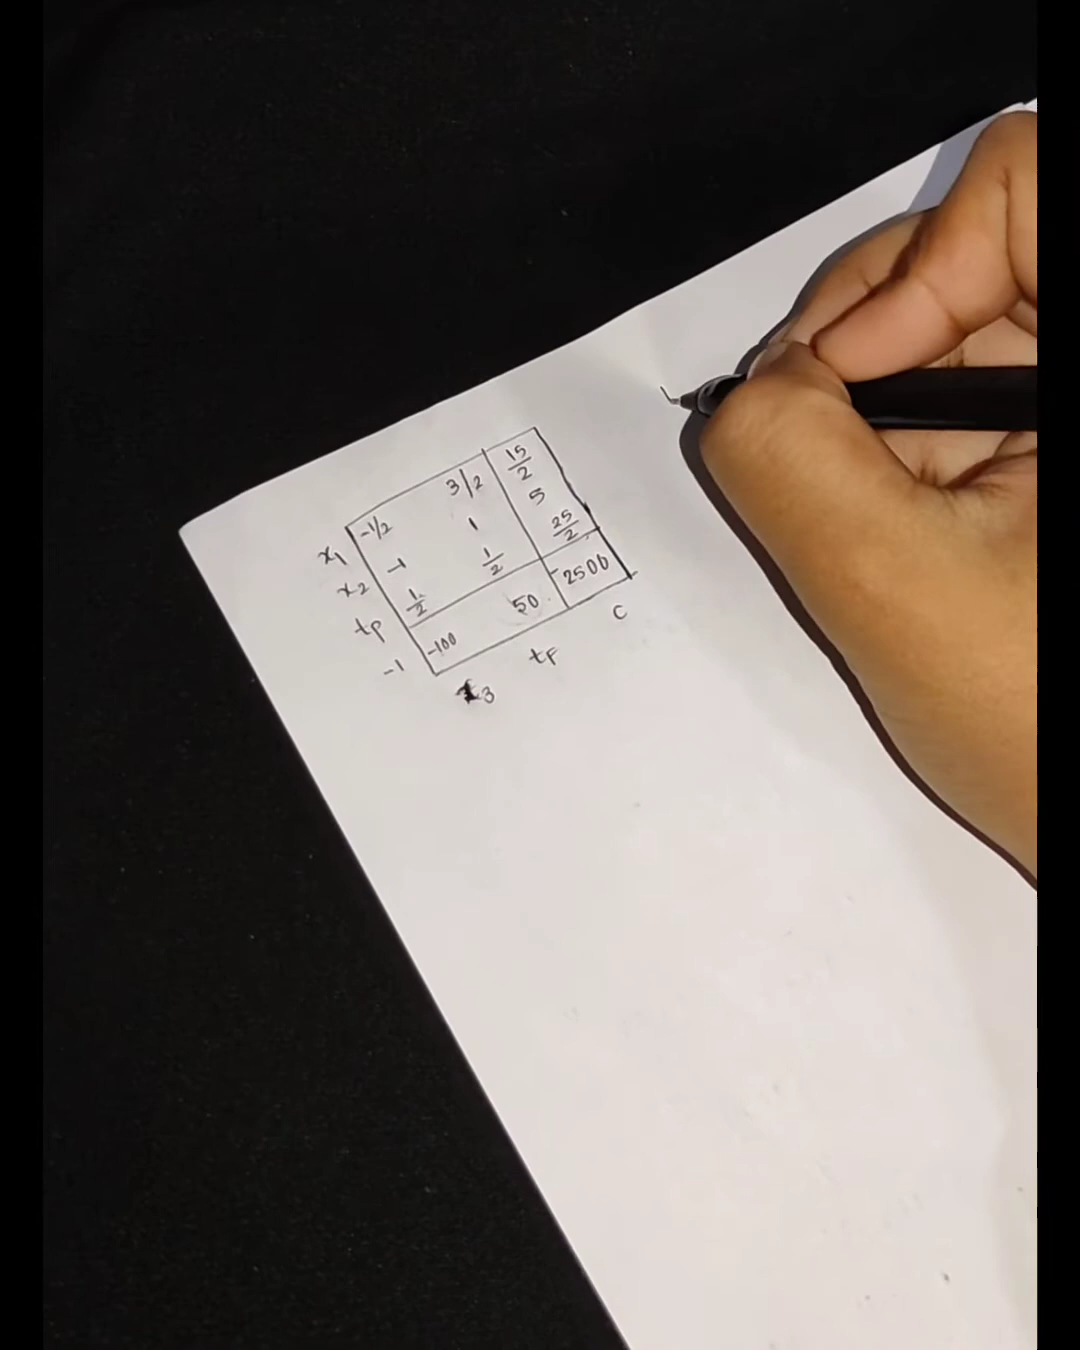 x₁ -1/2 3/2 15/2
x₂ -1 1 5
tp 1/2 1/2 25/2
-1 -100 50 -2500
x₃ tF C